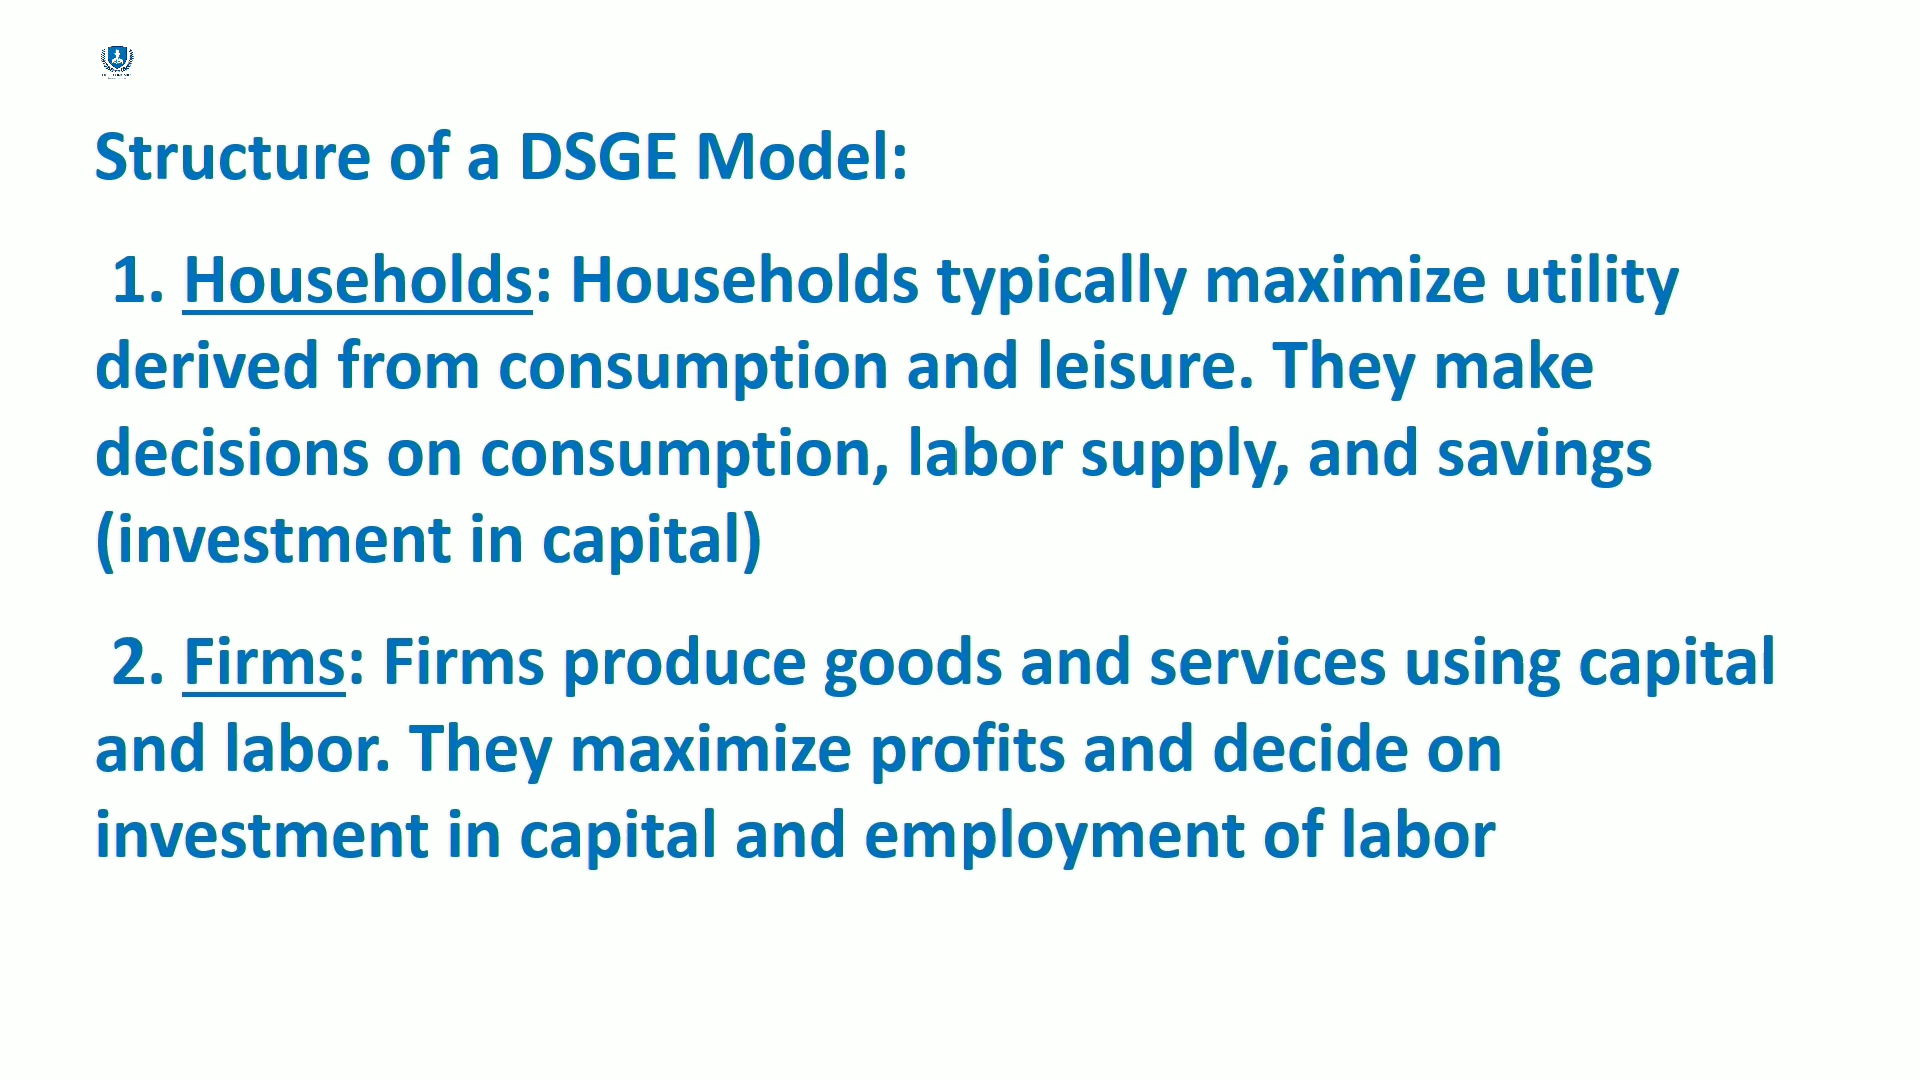 Structure of a DSGE Model:
1. Households: Households typically maximize utility
derived from consumption and leisure. They make
decisions on consumption, labor supply, and savings
(investment in capital)
2. Firms: Firms produce goods and services using capital
and labor. They maximize profits and decide on
investment in capital and employment of labor